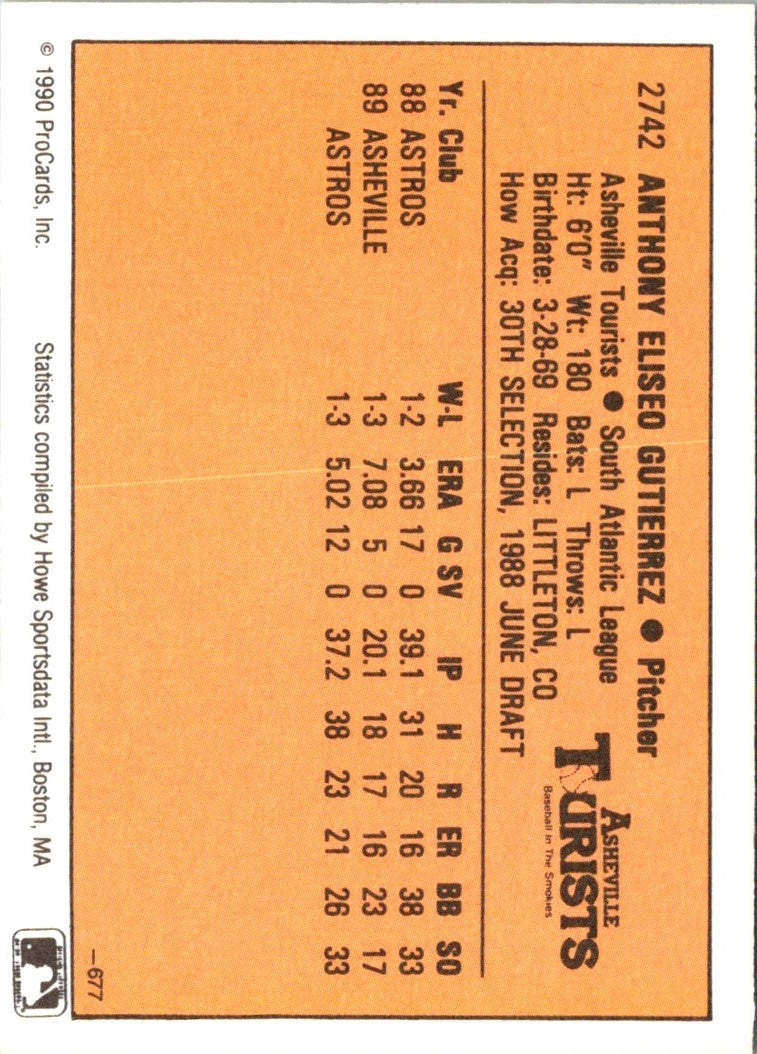 2742 ANTHONY ELISEO GUTIERREZ ● Pitcher
Asheville Tourists ● South Atlantic League
Ht: 6'0" Wt: 180 Bats: L Throws: L
Birthdate: 3-28-69 Resides: LITTLETON, CO
How Acq: 30TH SELECTION, 1988 JUNE DRAFT
ASHEVILLE
TOURISTS
Baseball In The Smokies
Yr. Club W-L ERA G SV IP H R ER BB SO
88 ASTROS 1-2 3.66 17 0 39.1 31 20 16 38 33
89 ASHEVILLE 1-3 7.08 5 0 20.1 18 17 16 23 17
ASTROS 1-3 5.02 12 0 37.2 38 23 21 26 33
—677
© 1990 ProCards, Inc. Statistics compiled by Howe Sportsdata Intl., Boston, MA